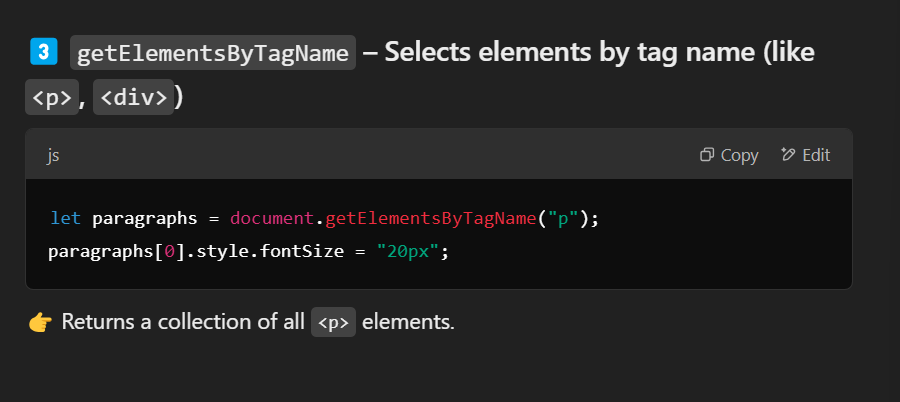 3 getElementsByTagName – Selects elements by tag name (like
<p>, <div>)
js
Copy Edit
let paragraphs = document.getElementsByTagName("p");
paragraphs[0].style.fontSize = "20px";
👉 Returns a collection of all <p> elements.